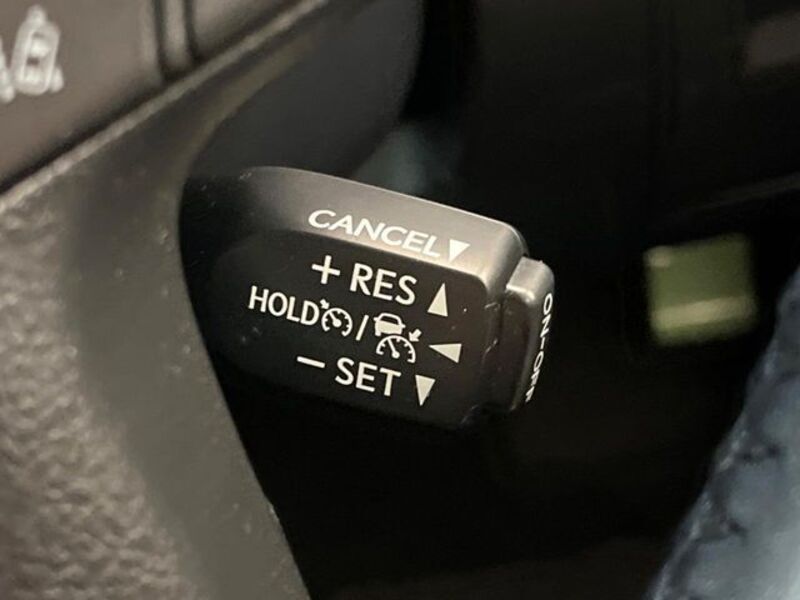 CANCEL▼
+ RES ▲
HOLD / ◀
− SET ▼
ON-OFF